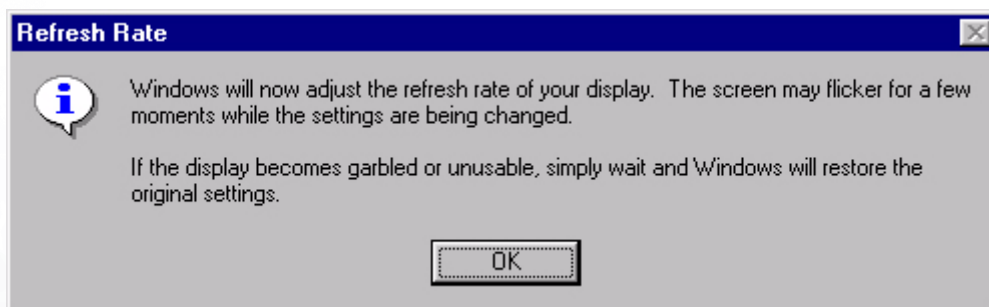 Refresh Rate
Windows will now adjust the refresh rate of your display.  The screen may flicker for a few
moments while the settings are being changed.
If the display becomes garbled or unusable, simply wait and Windows will restore the
original settings.
OK